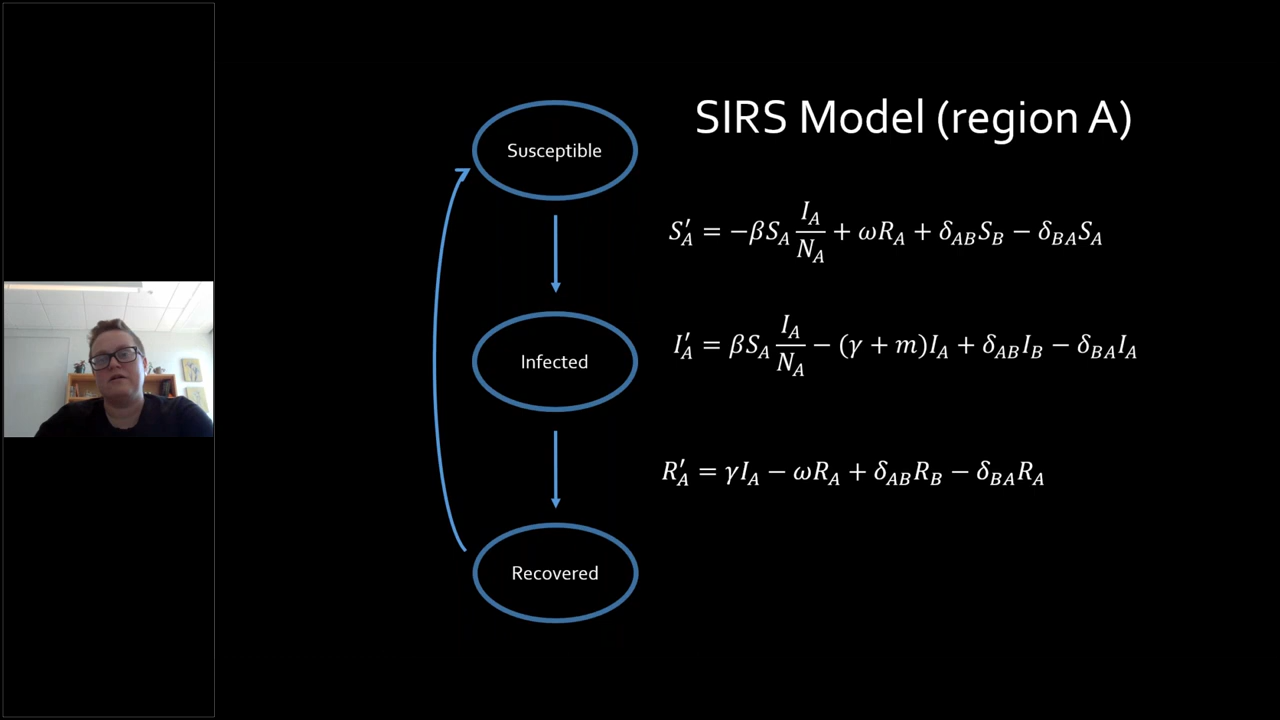 SIRS Model (region A)
Susceptible
S'_A = −βS_A I_A/N_A + ωR_A + δ_AB S_B − δ_BA S_A
Infected
I'_A = βS_A I_A/N_A − (γ + m)I_A + δ_AB I_B − δ_BA I_A
R'_A = γI_A − ωR_A + δ_AB R_B − δ_BA R_A
Recovered